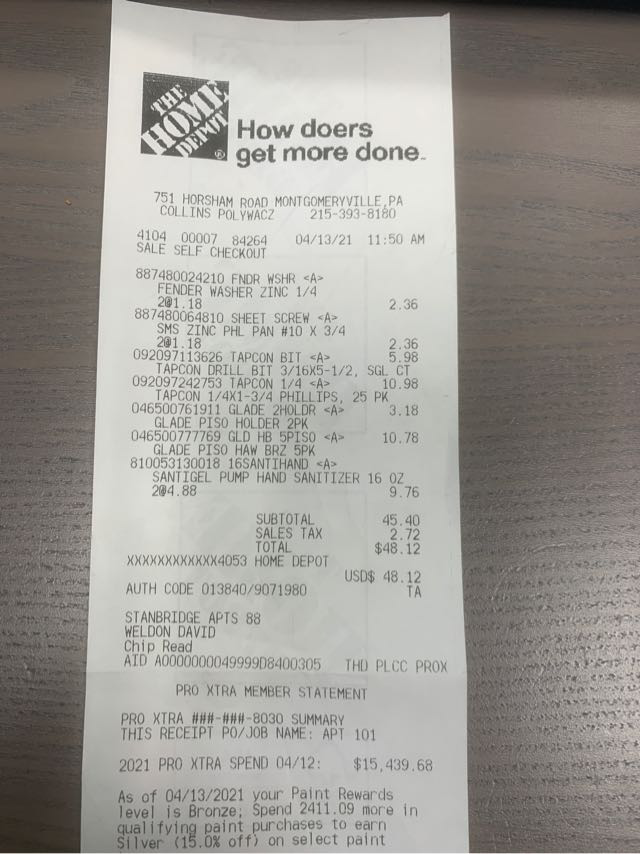 THE
HOME
DEPOT
®
How doers
get more done.
751 HORSHAM ROAD MONTGOMERYVILLE,PA
COLLINS POLYWACZ 215-393-8180
4104 00007 84264 04/13/21 11:50 AM
SALE SELF CHECKOUT
887480024210 FNDR WSHR <A>
FENDER WASHER ZINC 1/4
2@1.18 2.36
887480064810 SHEET SCREW <A>
SMS ZINC PHL PAN #10 X 3/4
2@1.18 2.36
092097113626 TAPCON BIT <A> 5.98
TAPCON DRILL BIT 3/16X5-1/2, SGL CT
092097242753 TAPCON 1/4 <A> 10.98
TAPCON 1/4X1-3/4 PHILLIPS, 25 PK
046500761911 GLADE 2HOLDR <A> 3.18
GLADE PISO HOLDER 2PK
046500777769 GLD HB 5PISO <A> 10.78
GLADE PISO HAW BRZ 5PK
810053130018 16SANTIHAND <A>
SANTIGEL PUMP HAND SANITIZER 16 OZ
2@4.88 9.76
SUBTOTAL 45.40
SALES TAX 2.72
TOTAL $48.12
XXXXXXXXXXXX4053 HOME DEPOT
USD$ 48.12
AUTH CODE 013840/9071980 TA
STANBRIDGE APTS 88
WELDON DAVID
Chip Read
AID A0000000049999D8400305 THD PLCC PROX
PRO XTRA MEMBER STATEMENT
PRO XTRA ###-###-8030 SUMMARY
THIS RECEIPT PO/JOB NAME: APT 101
2021 PRO XTRA SPEND 04/12: $15,439.68
As of 04/13/2021 your Paint Rewards
level is Bronze; Spend 2411.09 more in
qualifying paint purchases to earn
Silver (15.0% off) on select paint